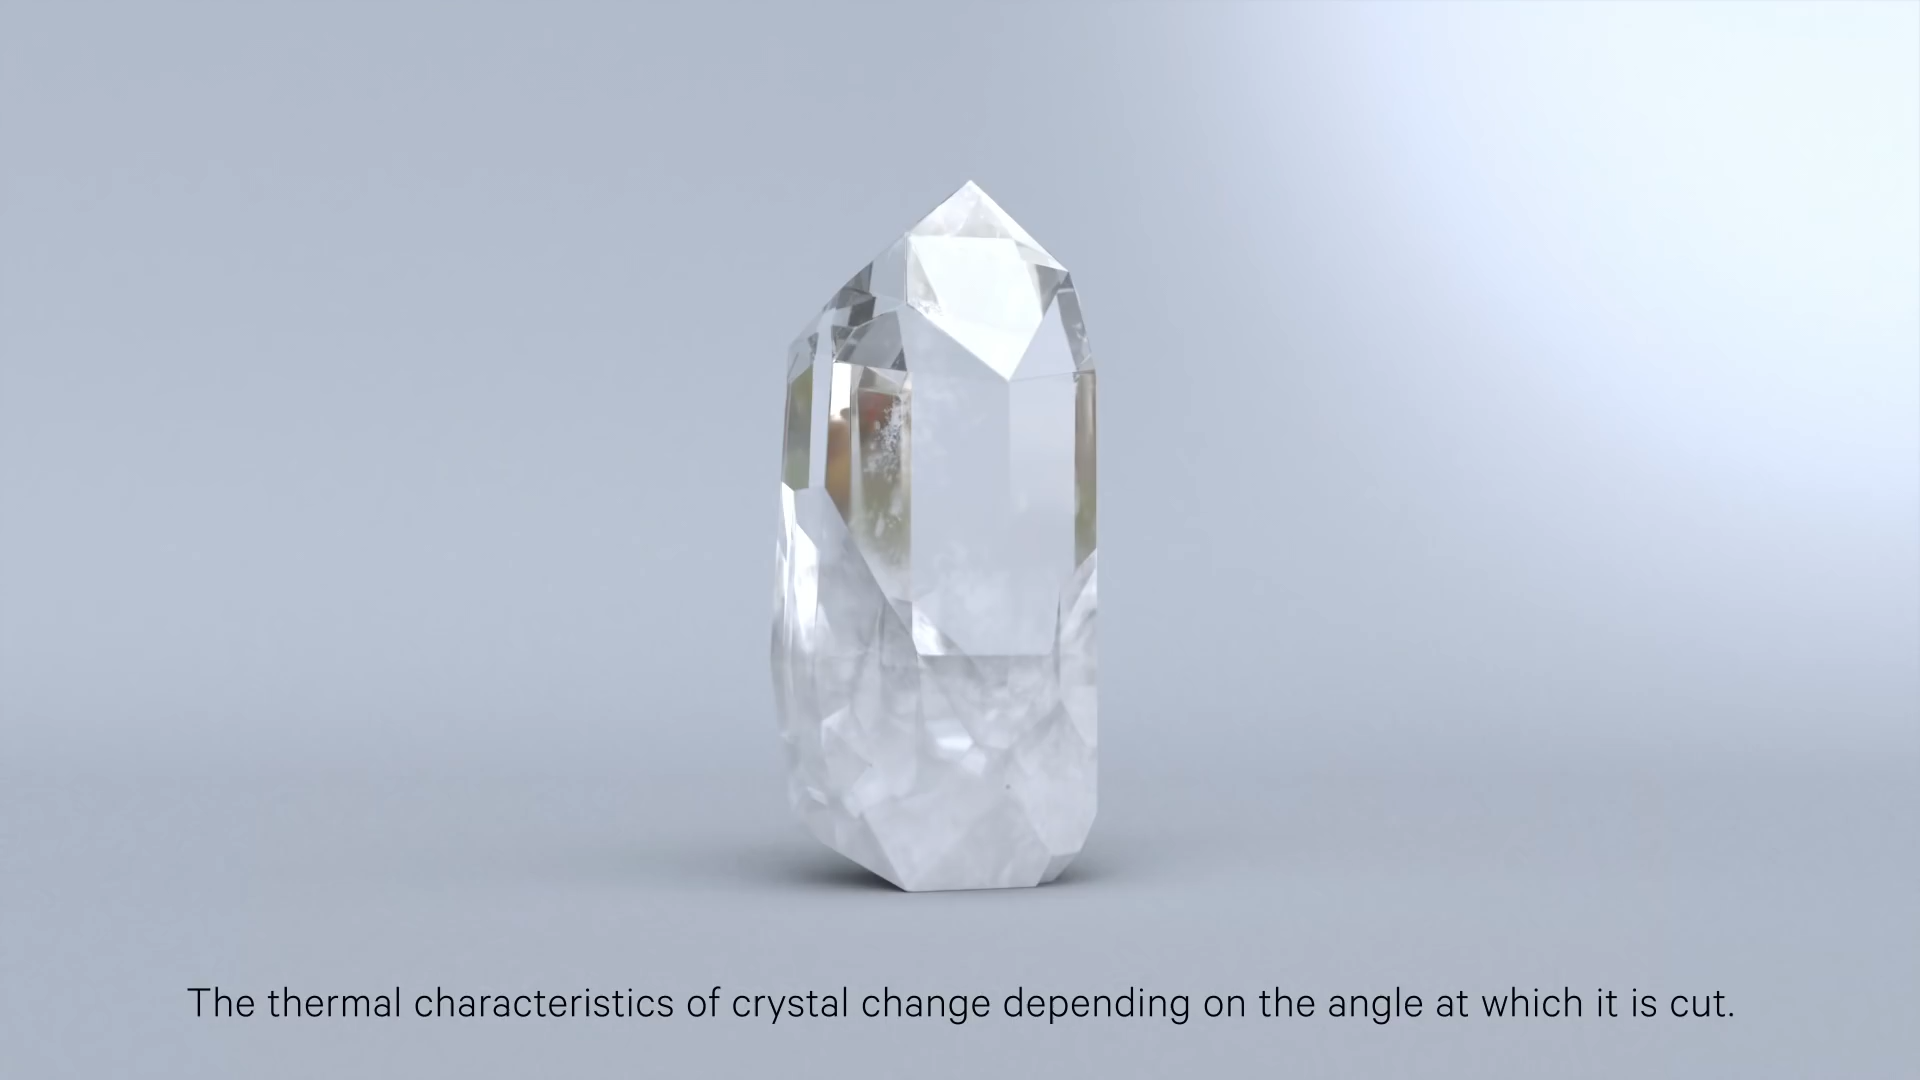 The thermal characteristics of crystal change depending on the angle at which it is cut.